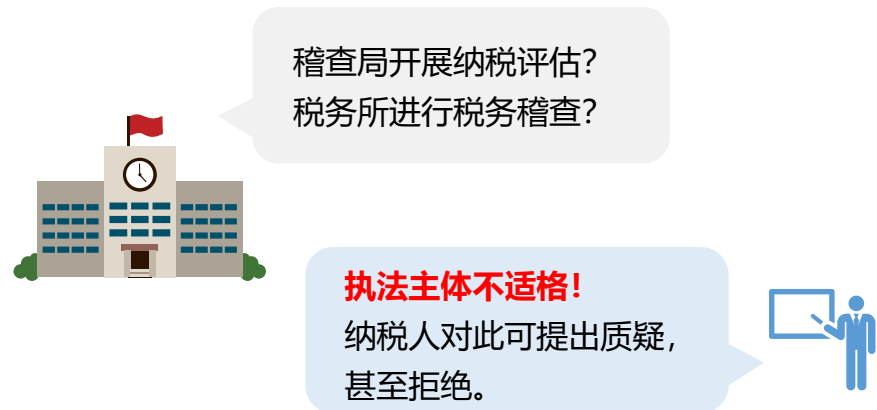 稽查局开展纳税评估？
税务所进行税务稽查？
执法主体不适格！
纳税人对此可提出质疑，
甚至拒绝。